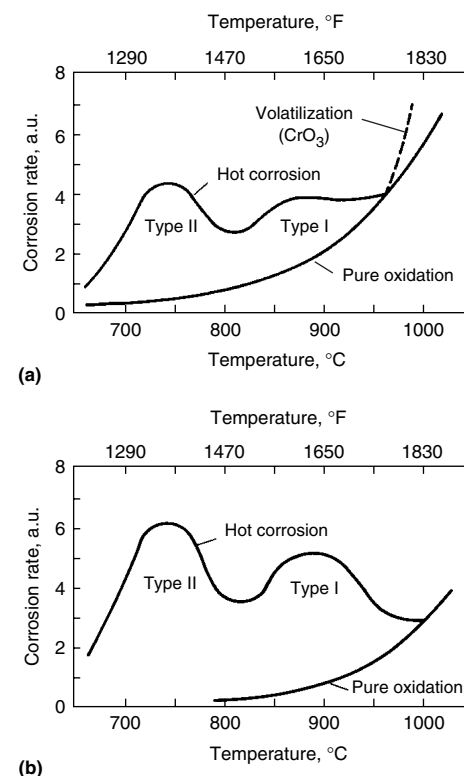 Temperature, °F
1290 1470 1650 1830
8
Volatilization
(CrO₃)
6
Hot corrosion
4
Type II
Type I
2
Pure oxidation
0
Corrosion rate, a.u.
700 800 900 1000
Temperature, °C
(a)
Temperature, °F
1290 1470 1650 1830
8
6
Hot corrosion
4
Type II
Type I
2
Pure oxidation
0
Corrosion rate, a.u.
700 800 900 1000
Temperature, °C
(b)